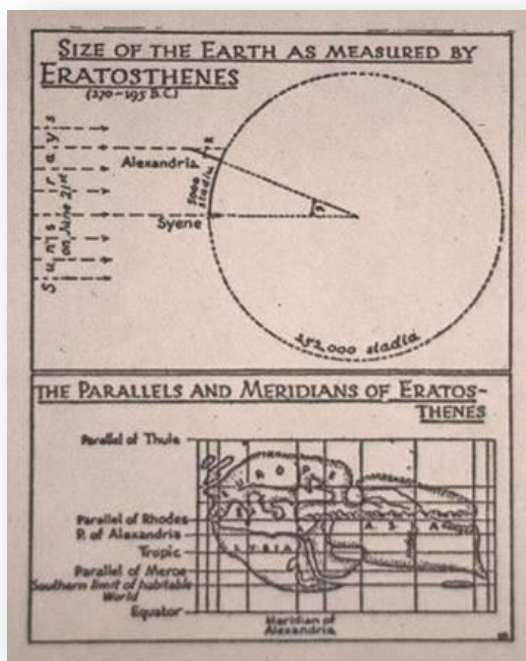 SIZE OF THE EARTH AS MEASURED BY
ERATOSTHENES
(270-195 B.C.)
Sun's rays
on June 21st
Alexandria
5000
stadia
Syene
252,000 stadia
THE PARALLELS AND MERIDIANS OF ERATOS-
THENES
Parallel of Thule
EUROPE
Parallel of Rhodes
P. of Alexandria
ASIA
LYBIA
Tropic
Parallel of Meroe
Southern limit of habitable
World
Equator
Meridian of
Alexandria